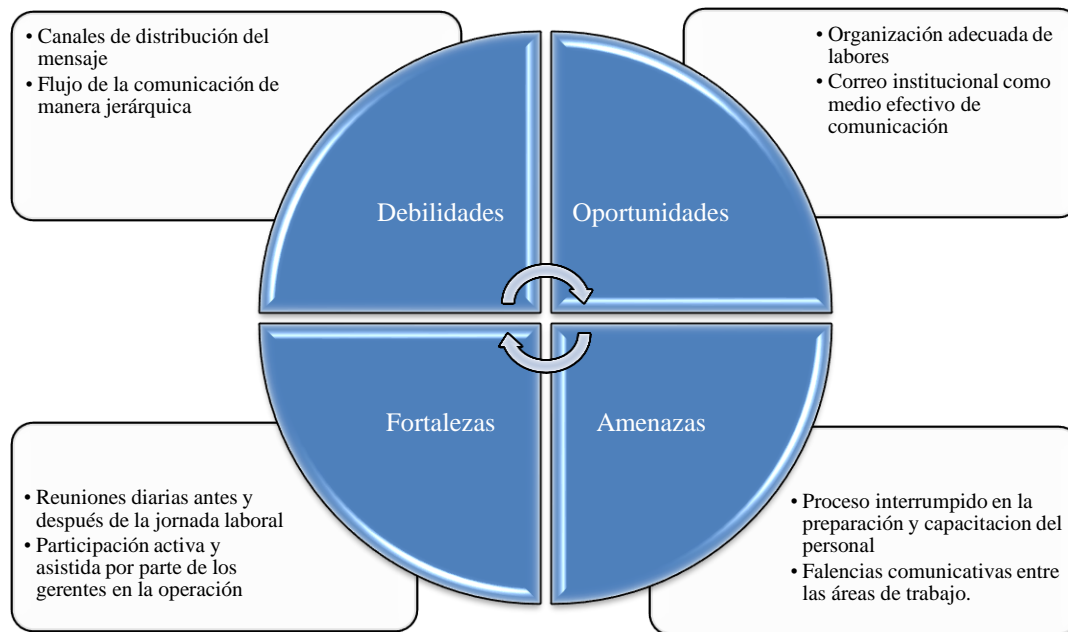 • Canales de distribución del
mensaje
• Flujo de la comunicación de
manera jerárquica
• Organización adecuada de
labores
• Correo institucional como
medio efectivo de
comunicación
Debilidades
Oportunidades
Fortalezas
Amenazas
• Reuniones diarias antes y
después de la jornada laboral
• Participación activa y
asistida por parte de los
gerentes en la operación
• Proceso interrumpido en la
preparación y capacitacion del
personal
• Falencias comunicativas entre
las áreas de trabajo.